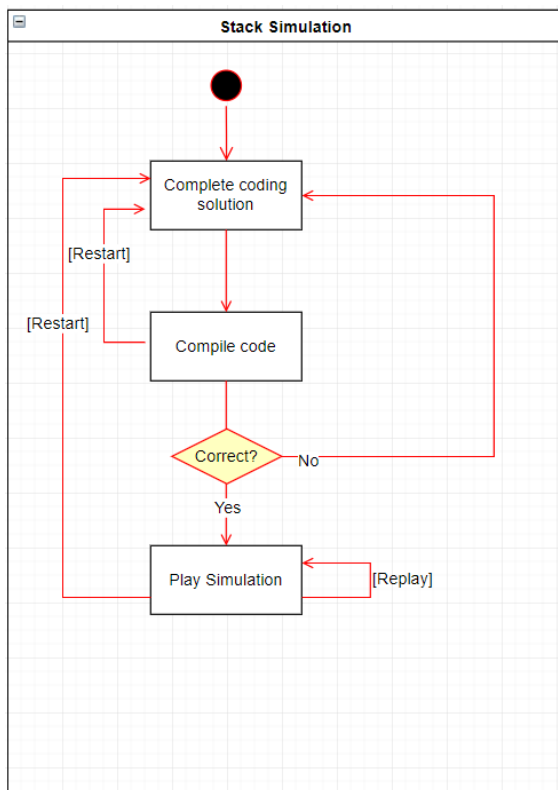 Stack Simulation
Complete coding
solution
[Restart]
[Restart]
Compile code
Correct?
No
Yes
Play Simulation
[Replay]